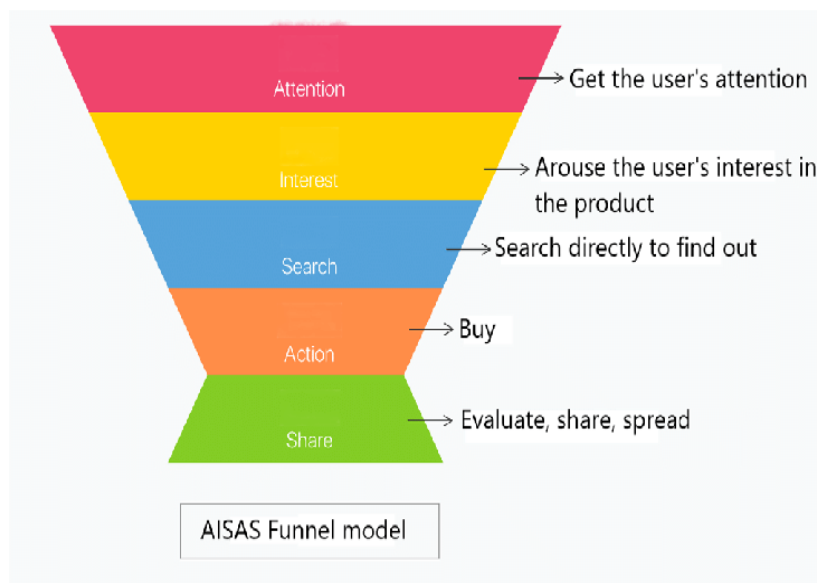 Attention
Get the user's attention
Interest
Arouse the user's interest in
the product
Search
Search directly to find out
Action
Buy
Share
Evaluate, share, spread
AISAS Funnel model